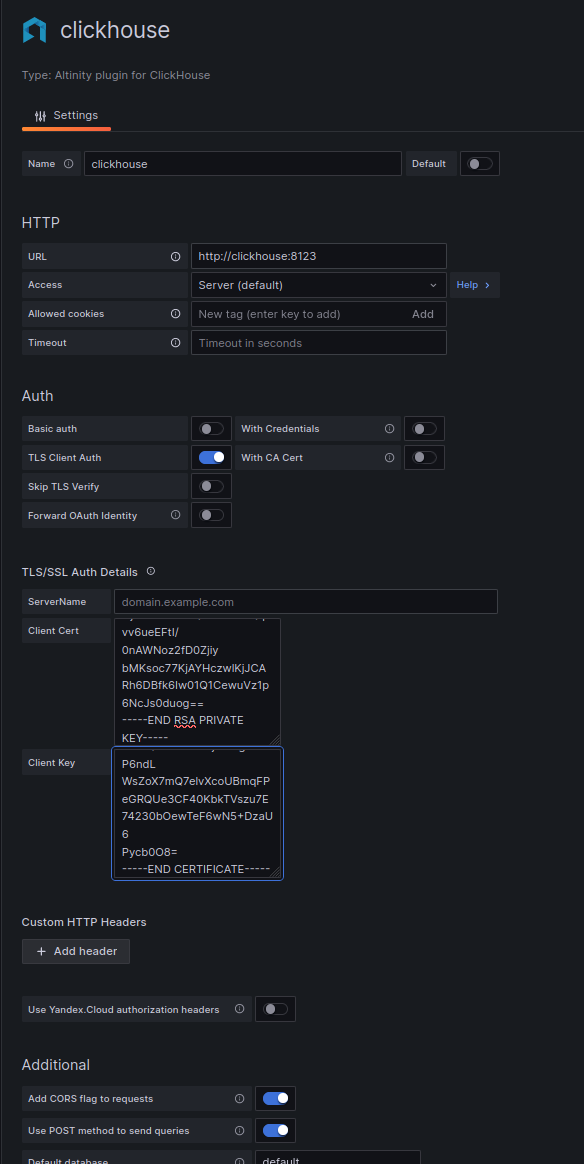 clickhouse
Type: Altinity plugin for ClickHouse
Settings
Name
clickhouse
Default
HTTP
URL
http://clickhouse:8123
Access
Server (default)
Help >
Allowed cookies
New tag (enter key to add)
Add
Timeout
Timeout in seconds
Auth
Basic auth
With Credentials
TLS Client Auth
With CA Cert
Skip TLS Verify
Forward OAuth Identity
TLS/SSL Auth Details
ServerName
domain.example.com
Client Cert
vv6ueEFtI/
0nAWNoz2fD0Zjiy
bMKsoc77KjAYHczwlKjJCA
Rh6DBfk6Iw01Q1CewuVz1p
6NcJs0duog==
-----END RSA PRIVATE
KEY-----
Client Key
P6ndL
WsZoX7mQ7elvXcoUBmqFP
eGRQUe3CF40KbkTVszu7E
74230bOewTeF6wN5+DzaU
6
Pycb0O8=
-----END CERTIFICATE-----
Custom HTTP Headers
+ Add header
Use Yandex.Cloud authorization headers
Additional
Add CORS flag to requests
Use POST method to send queries
Default database
default